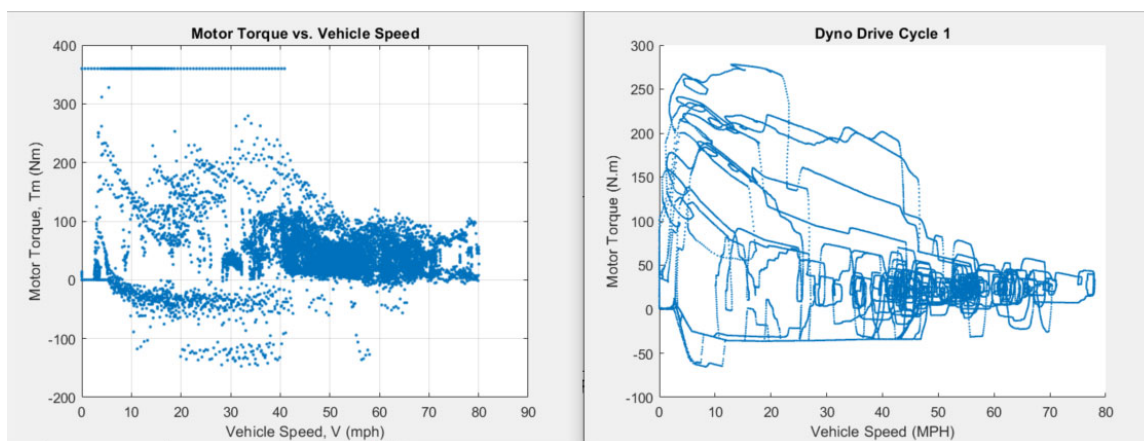 Motor Torque vs. Vehicle Speed
400
300
200
100
0
-100
-200
Motor Torque, Tm (Nm)
0 10 20 30 40 50 60 70 80 90
Vehicle Speed, V (mph)
Dyno Drive Cycle 1
300
250
200
150
100
50
0
-50
-100
Motor Torque (N.m)
0 10 20 30 40 50 60 70 80
Vehicle Speed (MPH)